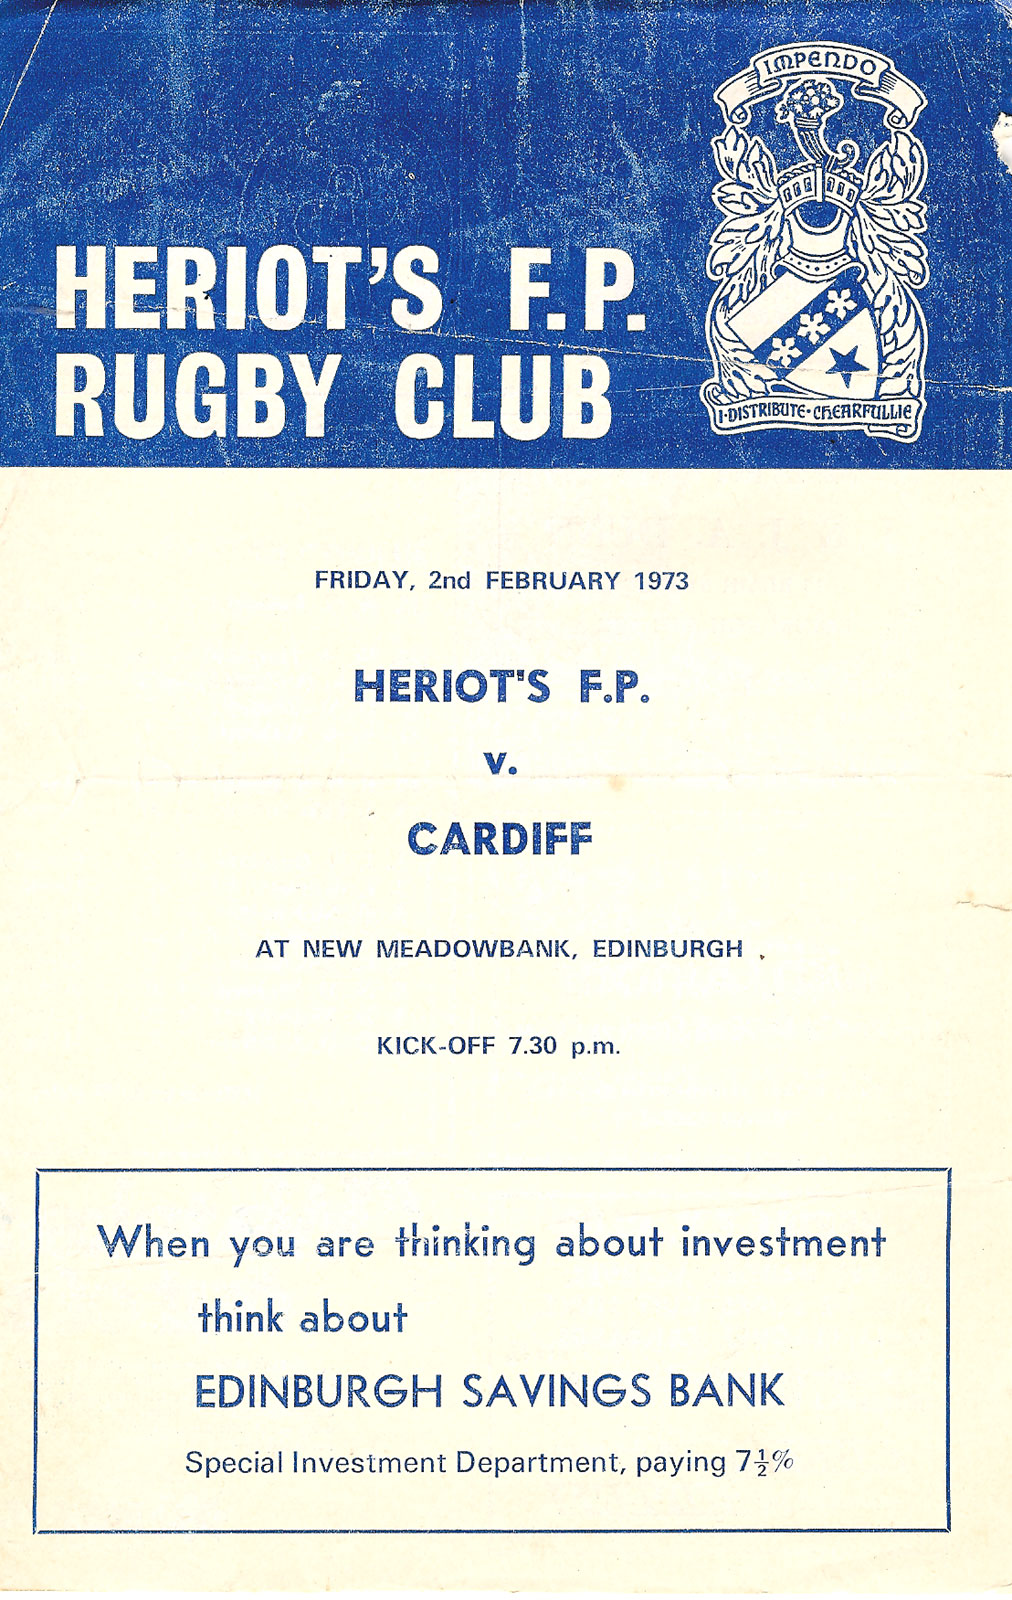 IMPENDO
HERIOT'S F.P.
RUGBY CLUB
I·DISTRIBUTE·CHEARFULLIE
FRIDAY, 2nd FEBRUARY 1973
HERIOT'S F.P.
v.
CARDIFF
AT NEW MEADOWBANK, EDINBURGH
KICK-OFF 7.30 p.m.
When you are thinking about investment
think about
EDINBURGH SAVINGS BANK
Special Investment Department, paying 7½%